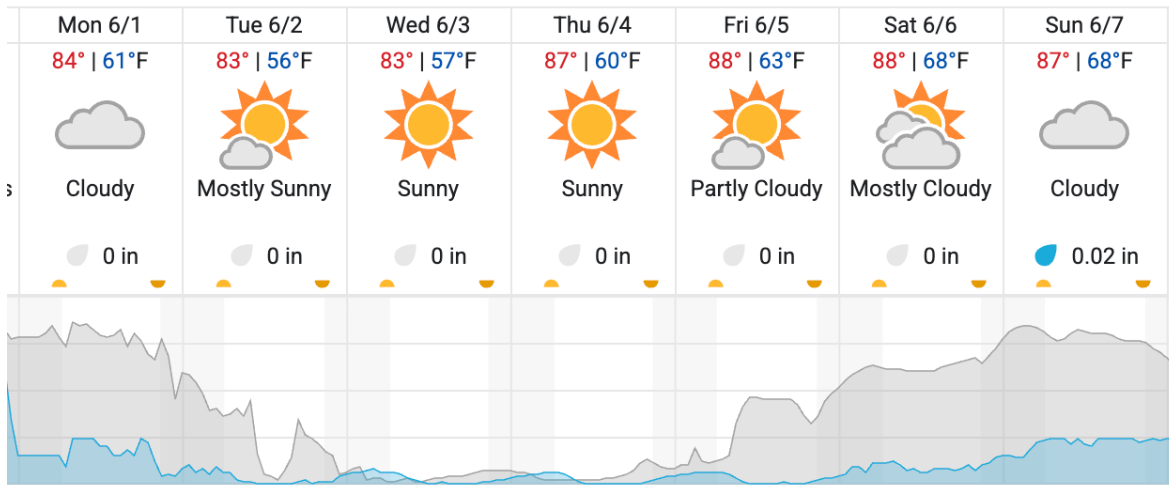 Mon 6/1 Tue 6/2 Wed 6/3 Thu 6/4 Fri 6/5 Sat 6/6 Sun 6/7
84° | 61°F 83° | 56°F 83° | 57°F 87° | 60°F 88° | 63°F 88° | 68°F 87° | 68°F
s Cloudy Mostly Sunny Sunny Sunny Partly Cloudy Mostly Cloudy Cloudy
0 in 0 in 0 in 0 in 0 in 0 in 0.02 in